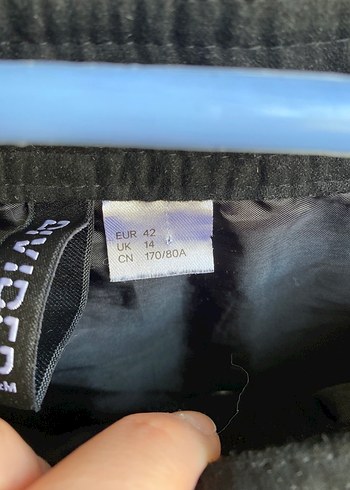 DIVIDED
EUR 42
UK 14
CN 170/80A